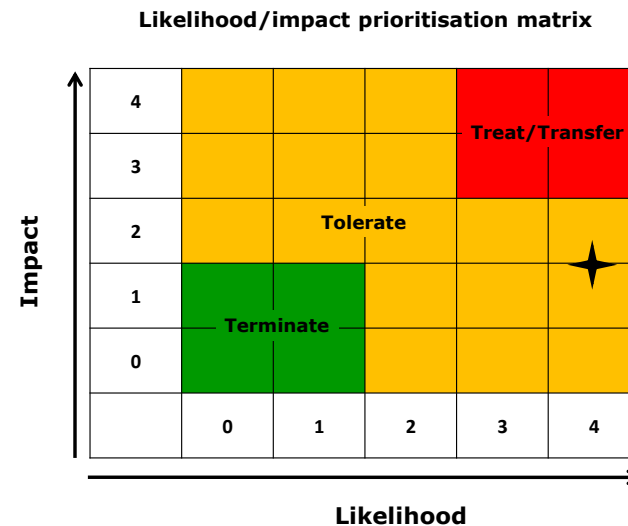 Likelihood/impact prioritisation matrix
4
Treat/Transfer
3
Impact
2
Tolerate
1
Terminate
0
0 1 2 3 4
Likelihood